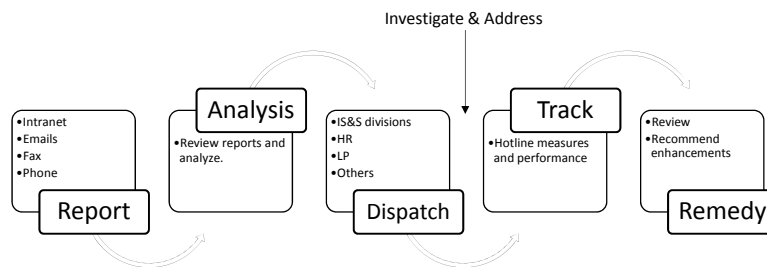 Investigate & Address
•Intranet
•Emails
•Fax
•Phone
Report
Analysis
•Review reports and
analyze.
•IS&S divisions
•HR
•LP
•Others
Dispatch
Track
•Hotline measures
and performance
•Review
•Recommend
enhancements
Remedy